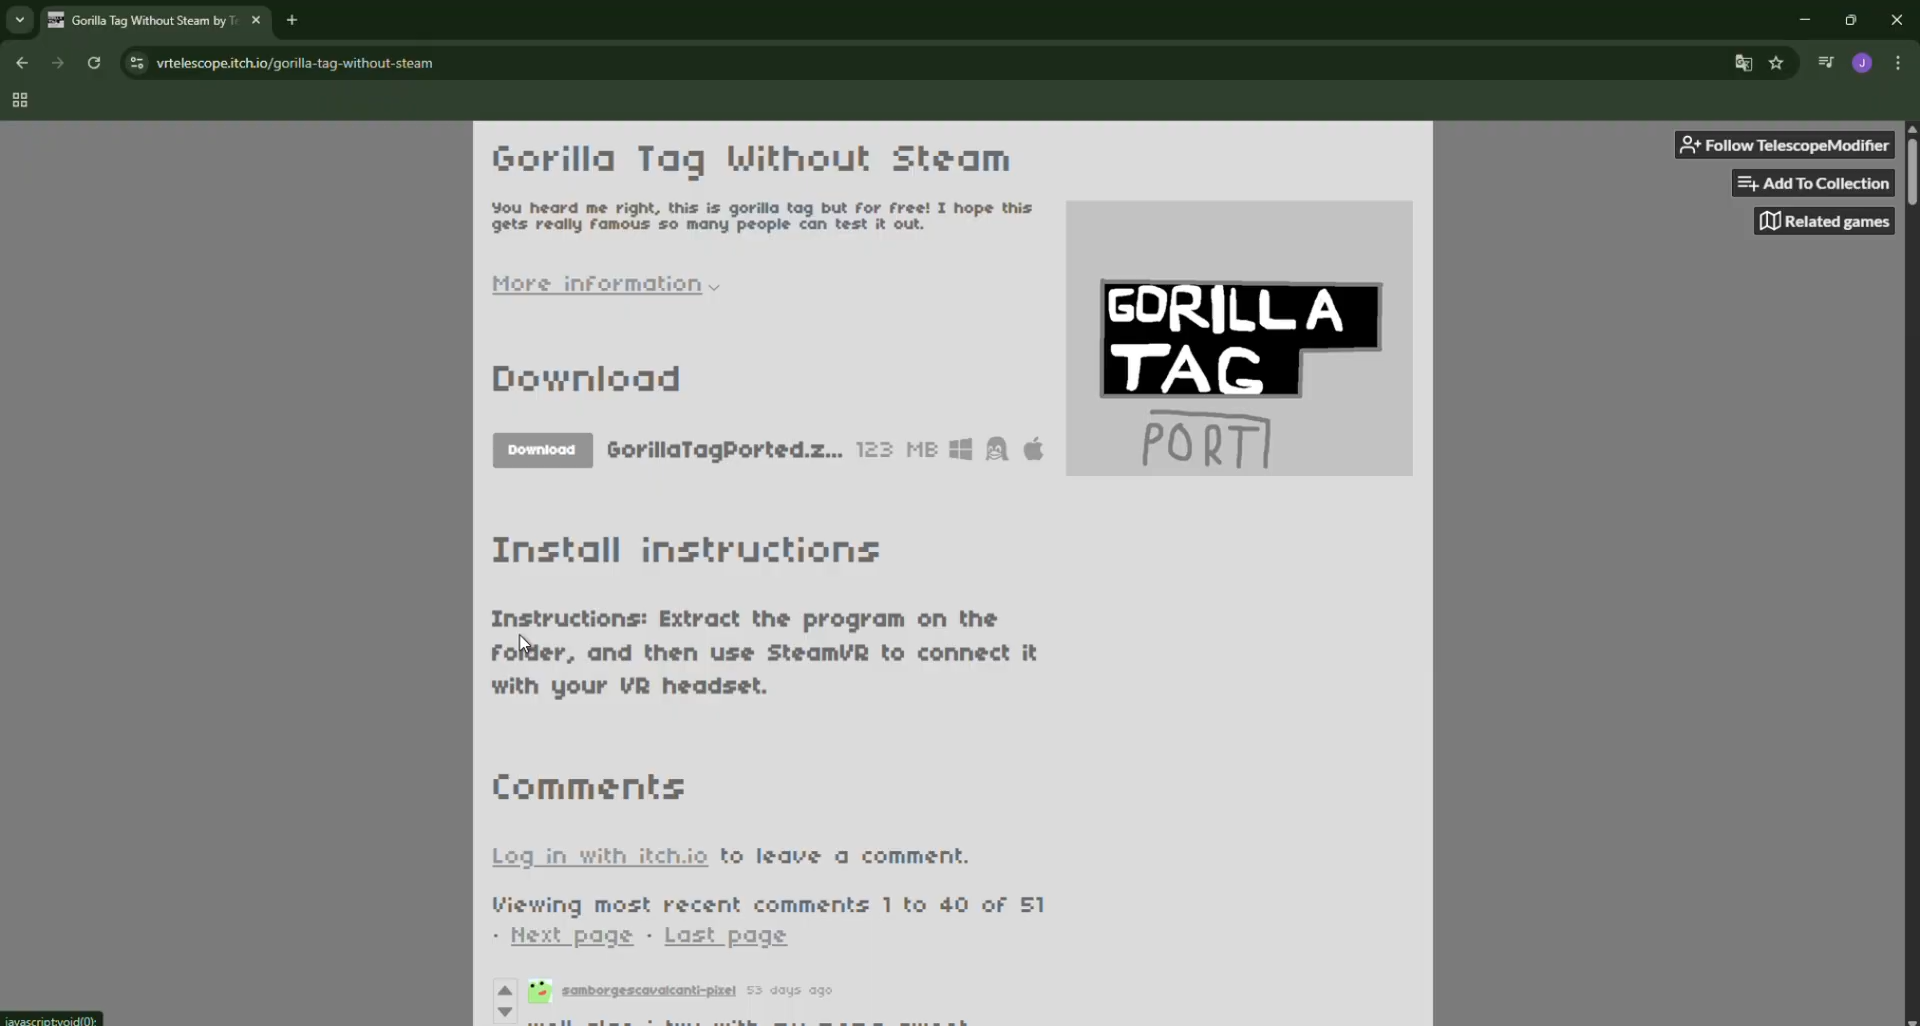 Gorilla Tag Without Steam by T
vrtelescope.itch.io/gorilla-tag-without-steam
J
Follow TelescopeModifier
Add To Collection
Related games
Gorilla Tag Without Steam
You heard me right, this is gorilla tag but for free! I hope this
gets really famous so many people can test it out.
More information
GORILLA
TAG
PORT
Download
Download GorillaTagPorted.z... 123 MB
Install instructions
Instructions: Extract the program on the
folder, and then use SteamVR to connect it
with your VR headset.
Comments
Log in with itch.io to leave a comment.
Viewing most recent comments 1 to 40 of 51
· Next page · Last page
samborgescavalcanti-pixel 53 days ago
javascript:void(0);